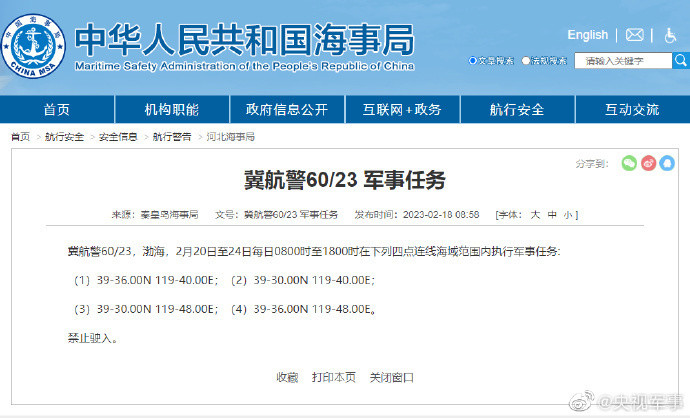 中华人民共和国海事局
Maritime Safety Administration of the People's Republic of China
CHINA MSA
English
文章搜索 法规搜索 请输入关键字
首页 机构职能 政府信息公开 互联网+政务 航行安全 互动交流
首页 > 航行安全 > 安全信息 > 航行警告 > 河北海事局
分享到：
冀航警60/23 军事任务
来源：秦皇岛海事局 文号：冀航警60/23 军事任务 发布时间：2023-02-18 08:58 [字体： 大 中 小 ]
冀航警60/23，渤海，2月20日至24日每日0800时至1800时在下列四点连线海域范围内执行军事任务:
（1）39-36.00N 119-40.00E；（2）39-30.00N 119-40.00E；
（3）39-30.00N 119-48.00E；（4）39-36.00N 119-48.00E。
禁止驶入。
收藏 打印本页 关闭窗口
@央视军事